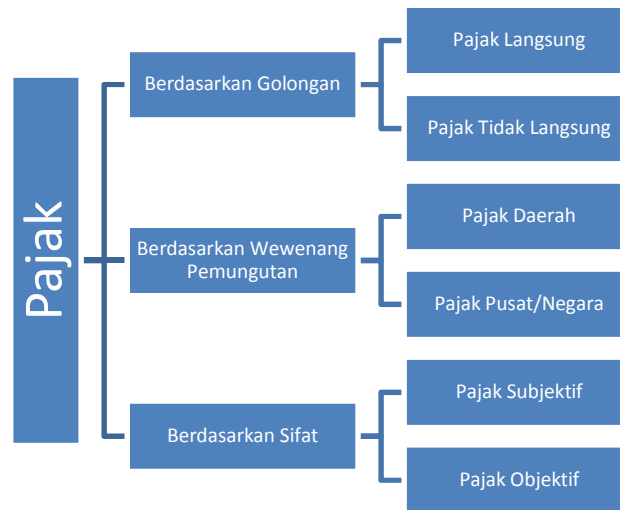 Pajak
Berdasarkan Golongan
Pajak Langsung
Pajak Tidak Langsung
Berdasarkan Wewenang
Pemungutan
Pajak Daerah
Pajak Pusat/Negara
Berdasarkan Sifat
Pajak Subjektif
Pajak Objektif